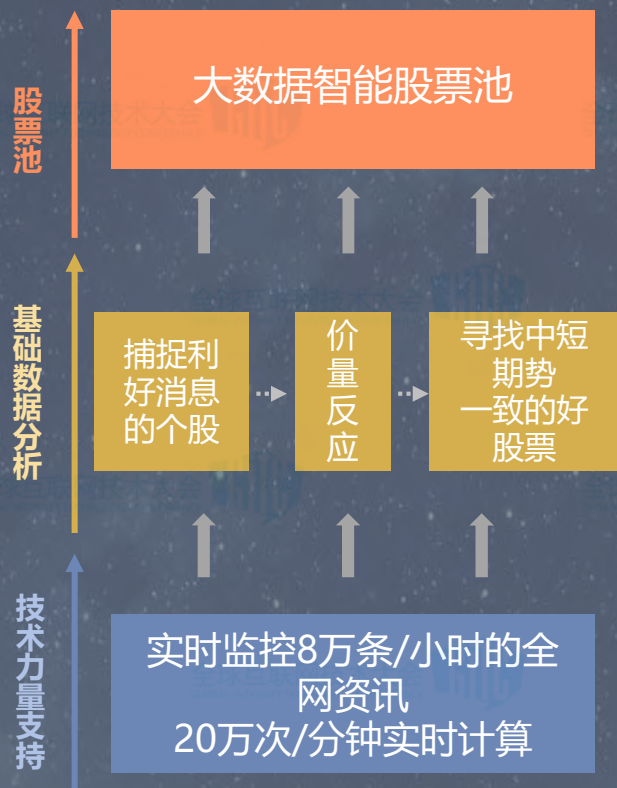 股票池
大数据智能股票池
基础数据分析
捕捉利
好消息
的个股
价
量
反
应
寻找中短
期势
一致的好
股票
技术力量支持
实时监控8万条/小时的全
网资讯
20万次/分钟实时计算